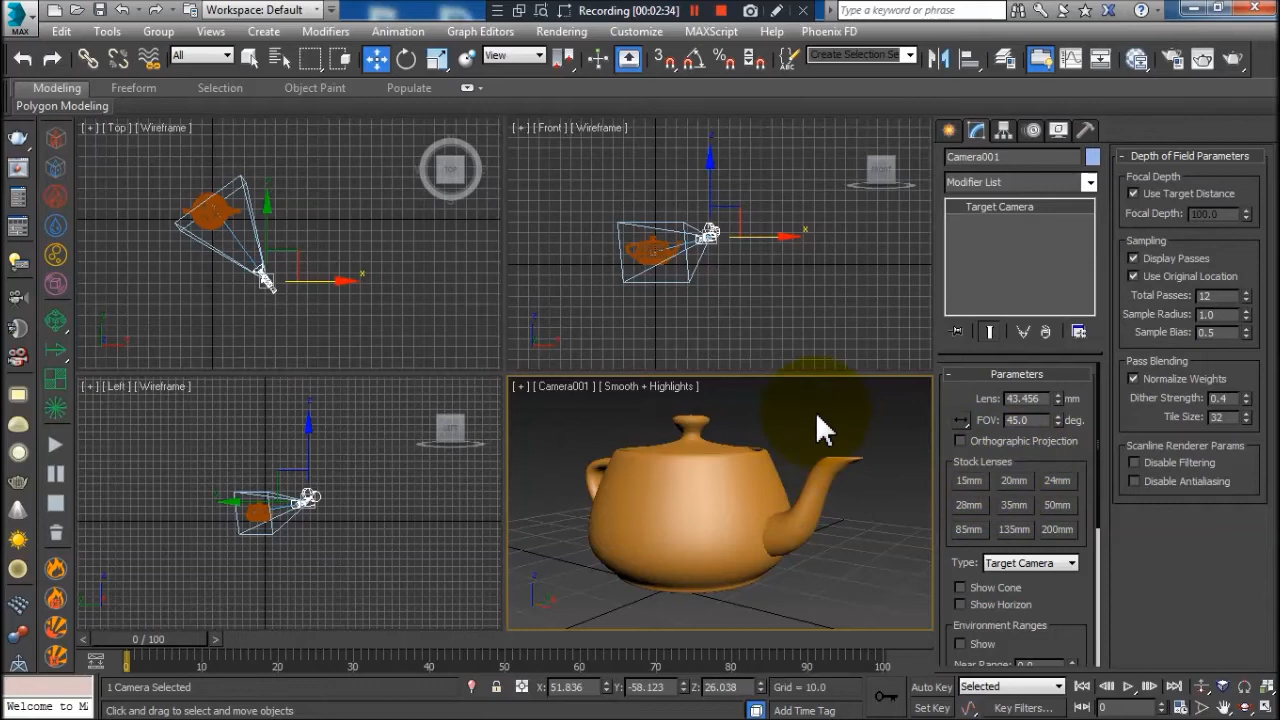 MAX
Workspace: Default
Recording [00:02:34]
Type a keyword or phrase
Edit Tools Group Views Create Modifiers Animation Graph Editors Rendering Customize MAXScript Help Phoenix FD
All
View
Create Selection Se
Modeling Freeform Selection Object Paint Populate
Polygon Modeling
[ + ] [ Top ] [ Wireframe ]
TOP
x
[ + ] [ Front ] [ Wireframe ]
FRONT
z
x
[ + ] [ Left ] [ Wireframe ]
LEFT
[ + ] [ Camera001 ] [ Smooth + Highlights ]
Camera001
Modifier List
Target Camera
Parameters
Lens: 43.456 mm
FOV: 45.0 deg.
Orthographic Projection
Stock Lenses
15mm 20mm 24mm
28mm 35mm 50mm
85mm 135mm 200mm
Type: Target Camera
Show Cone
Show Horizon
Environment Ranges
Show
Near Range: 0.0
Depth of Field Parameters
Focal Depth
Use Target Distance
Focal Depth: 100.0
Sampling
Display Passes
Use Original Location
Total Passes: 12
Sample Radius: 1.0
Sample Bias: 0.5
Pass Blending
Normalize Weights
Dither Strength: 0.4
Tile Size: 32
Scanline Renderer Params
Disable Filtering
Disable Antialiasing
< 0 / 100 >
0 10 20 30 40 50 60 70 80 90 100
1 Camera Selected
X: 51.836 Y: -58.123 Z: 26.038 Grid = 10.0
Auto Key Selected
Welcome to M
Click and drag to select and move objects
Add Time Tag
Set Key Key Filters... 0